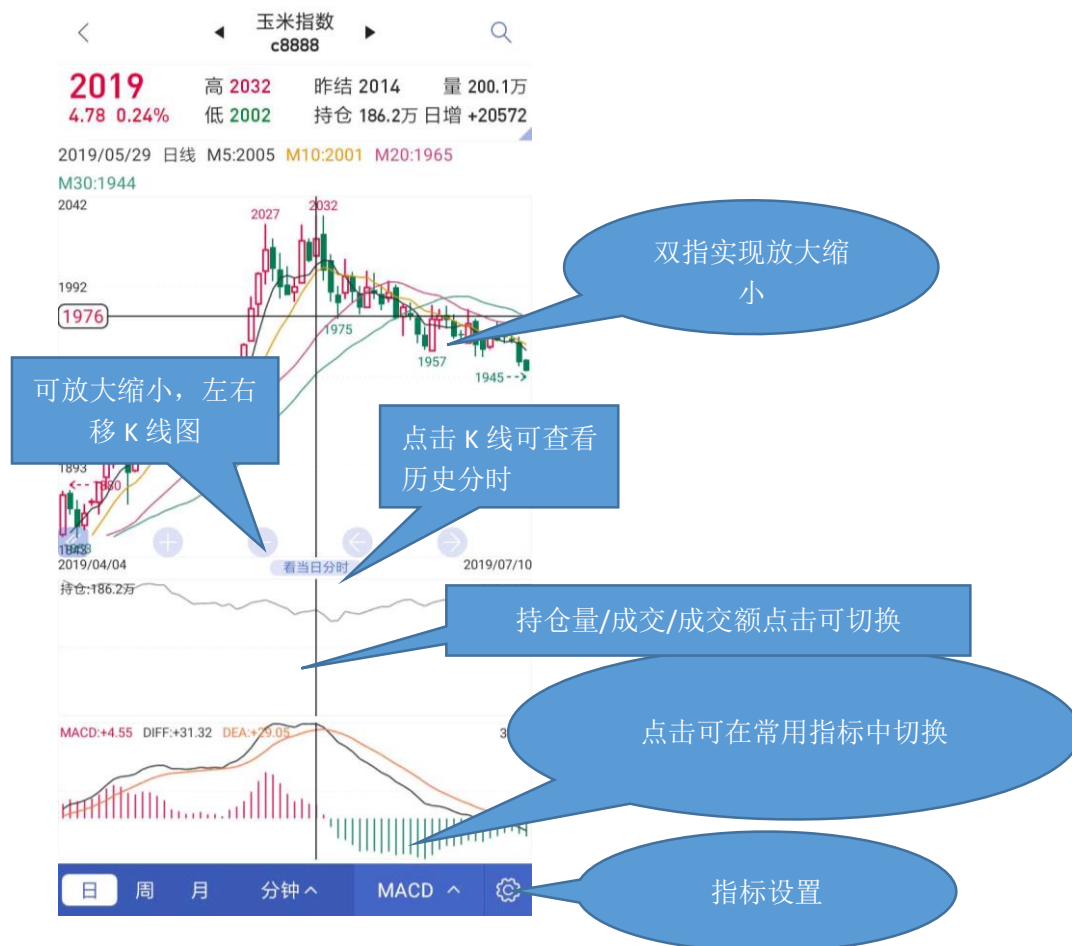 玉米指数
c8888
2019 高 2032 昨结 2014 量 200.1万
4.78 0.24% 低 2002 持仓 186.2万 日增 +20572
2019/05/29 日线 M5:2005 M10:2001 M20:1965
M30:1944
2042
2027
2032
双指实现放大缩
小
1992
1976
1975
1957
1945
可放大缩小，左右
移 K 线图
点击 K 线可查看
历史分时
1893
1843
2019/04/04 看当日分时 2019/07/10
持仓:186.2万
持仓量/成交/成交额点击可切换
MACD:+4.55 DIFF:+31.32 DEA:+29.05
点击可在常用指标中切换
日 周 月 分钟 MACD
指标设置